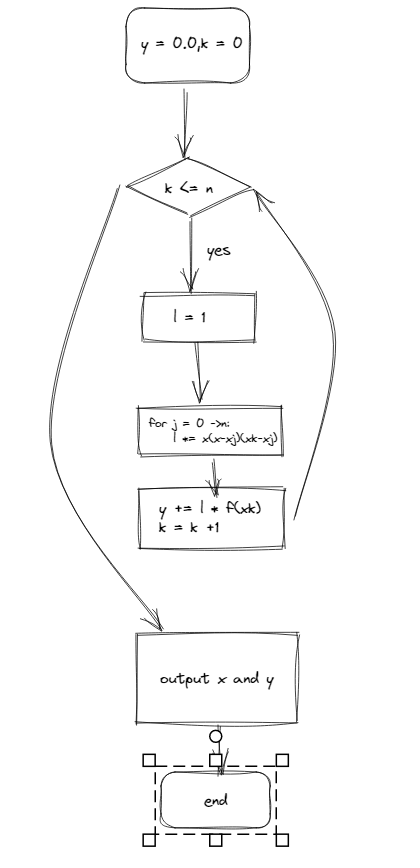 y = 0.0,k = 0
k <= n
yes
l = 1
for j = 0 ->n:
l *= x(x-xj)(xk-xj)
y += l * f(xk)
k = k +1
output x and y
end